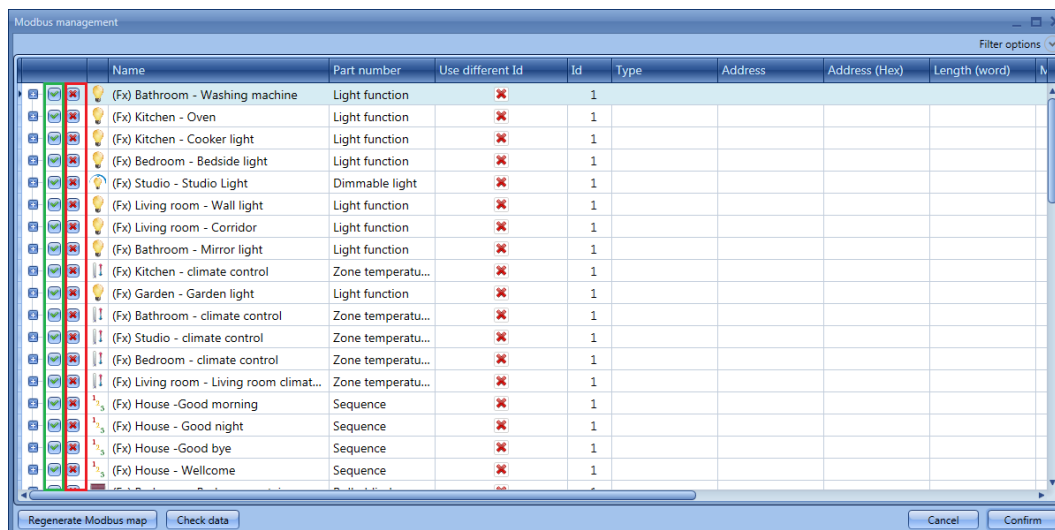 Modbus management
Filter options
Name Part number Use different Id Id Type Address Address (Hex) Length (word)
(Fx) Bathroom - Washing machine Light function 1
(Fx) Kitchen - Oven Light function 1
(Fx) Kitchen - Cooker light Light function 1
(Fx) Bedroom - Bedside light Light function 1
(Fx) Studio - Studio Light Dimmable light 1
(Fx) Living room - Wall light Light function 1
(Fx) Living room - Corridor Light function 1
(Fx) Bathroom - Mirror light Light function 1
(Fx) Kitchen - climate control Zone temperatu... 1
(Fx) Garden - Garden light Light function 1
(Fx) Bathroom - climate control Zone temperatu... 1
(Fx) Studio - climate control Zone temperatu... 1
(Fx) Bedroom - climate control Zone temperatu... 1
(Fx) Living room - Living room climat... Zone temperatu... 1
(Fx) House -Good morning Sequence 1
(Fx) House - Good night Sequence 1
(Fx) House -Good bye Sequence 1
(Fx) House - Wellcome Sequence 1
Regenerate Modbus map Check data Cancel Confirm